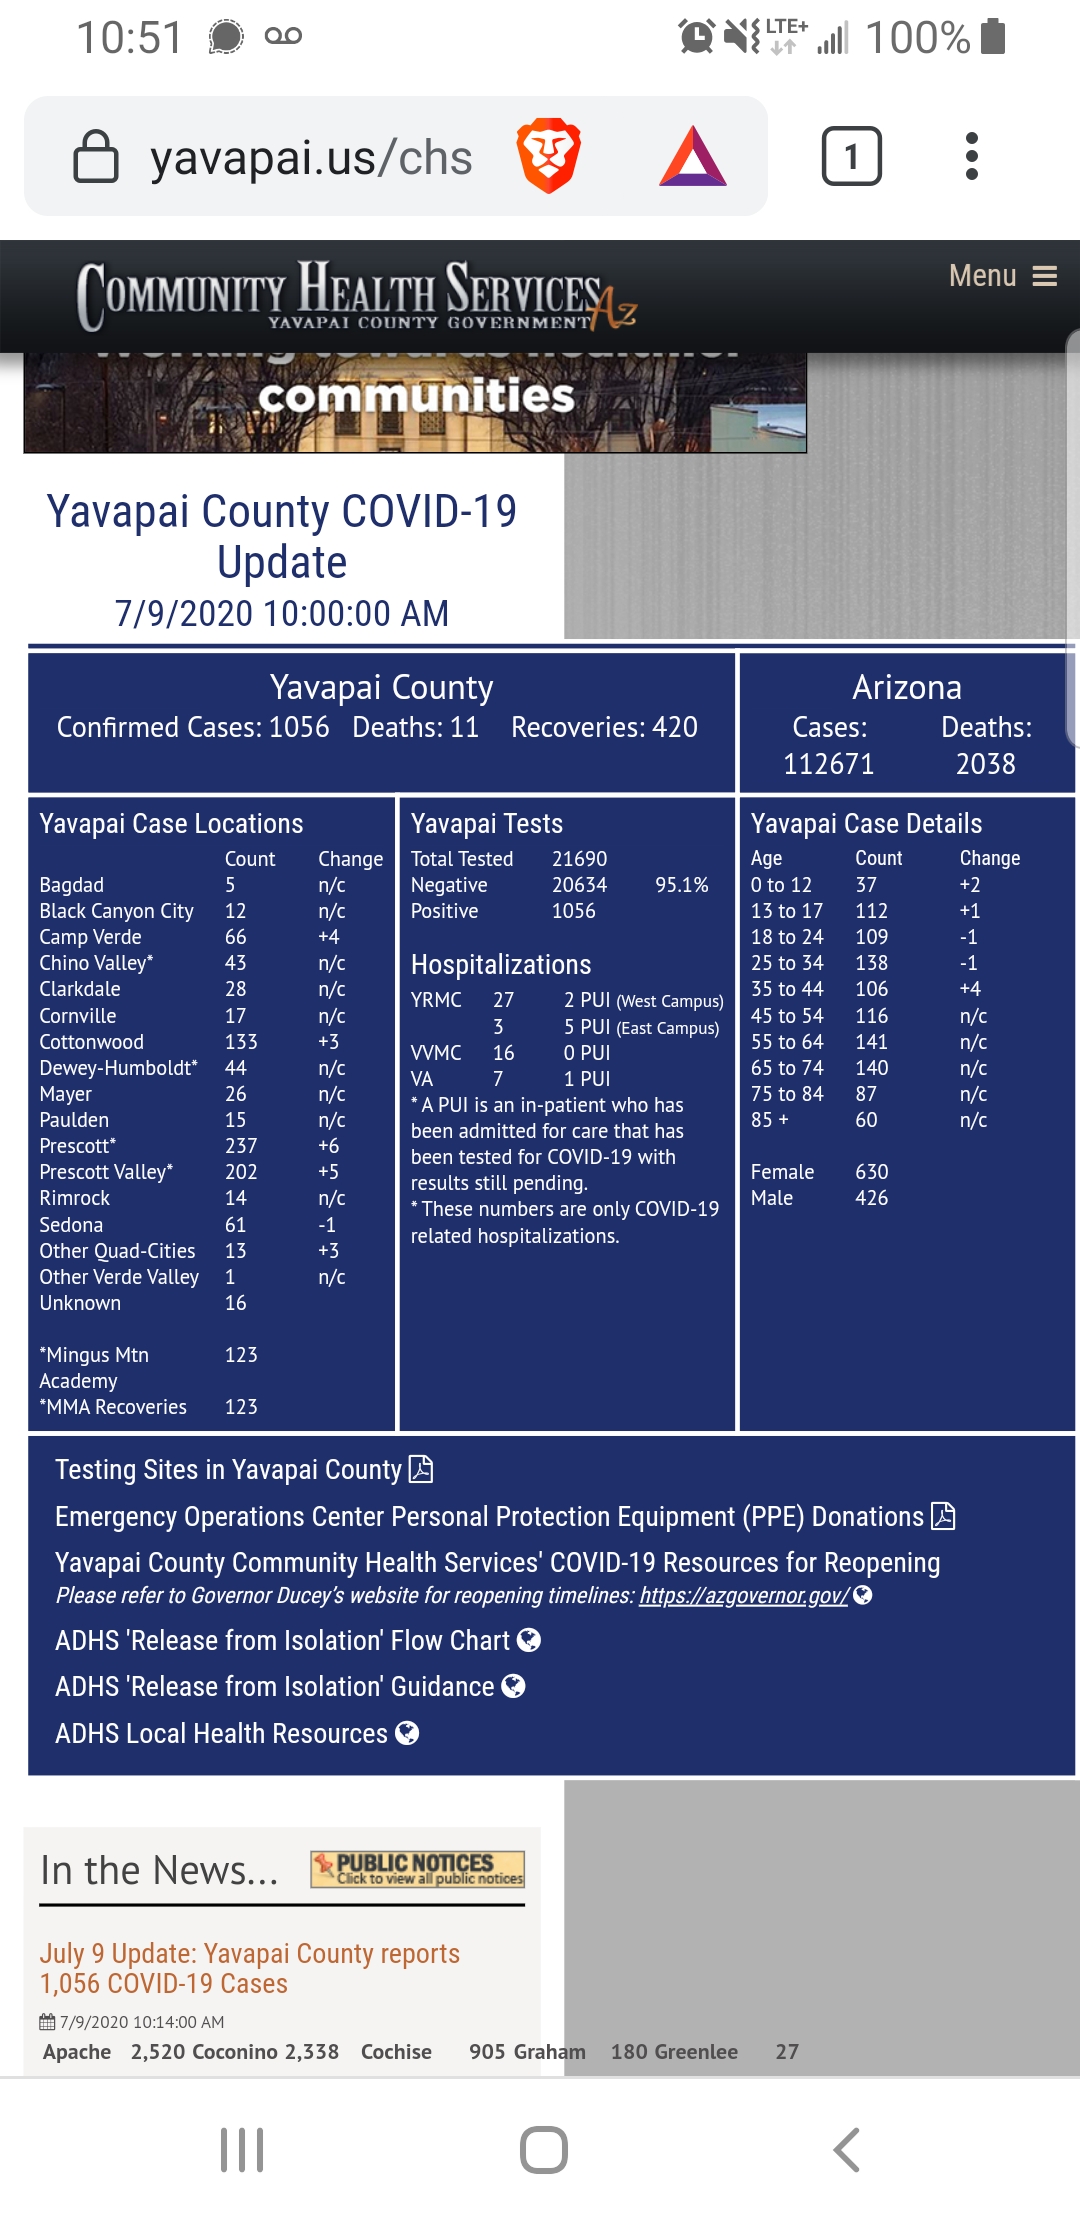 10:51 LTE+ 100%
yavapai.us/chs 1
COMMUNITY HEALTH SERVICES Az Menu
YAVAPAI COUNTY GOVERNMENT
communities
Yavapai County COVID-19
Update
7/9/2020 10:00:00 AM
Yavapai County
Confirmed Cases: 1056 Deaths: 11 Recoveries: 420
Arizona
Cases: Deaths:
112671 2038
Yavapai Case Locations
Count Change
Bagdad 5 n/c
Black Canyon City 12 n/c
Camp Verde 66 +4
Chino Valley* 43 n/c
Clarkdale 28 n/c
Cornville 17 n/c
Cottonwood 133 +3
Dewey-Humboldt* 44 n/c
Mayer 26 n/c
Paulden 15 n/c
Prescott* 237 +6
Prescott Valley* 202 +5
Rimrock 14 n/c
Sedona 61 -1
Other Quad-Cities 13 +3
Other Verde Valley 1 n/c
Unknown 16
*Mingus Mtn 123
Academy
*MMA Recoveries 123
Yavapai Tests
Total Tested 21690
Negative 20634 95.1%
Positive 1056
Hospitalizations
YRMC 27 2 PUI (West Campus)
3 5 PUI (East Campus)
VVMC 16 0 PUI
VA 7 1 PUI
* A PUI is an in-patient who has
been admitted for care that has
been tested for COVID-19 with
results still pending.
* These numbers are only COVID-19
related hospitalizations.
Yavapai Case Details
Age Count Change
0 to 12 37 +2
13 to 17 112 +1
18 to 24 109 -1
25 to 34 138 -1
35 to 44 106 +4
45 to 54 116 n/c
55 to 64 141 n/c
65 to 74 140 n/c
75 to 84 87 n/c
85 + 60 n/c
Female 630
Male 426
Testing Sites in Yavapai County
Emergency Operations Center Personal Protection Equipment (PPE) Donations
Yavapai County Community Health Services' COVID-19 Resources for Reopening
Please refer to Governor Ducey's website for reopening timelines: https://azgovernor.gov/
ADHS 'Release from Isolation' Flow Chart
ADHS 'Release from Isolation' Guidance
ADHS Local Health Resources
In the News...
PUBLIC NOTICES
Click to view all public notices
July 9 Update: Yavapai County reports
1,056 COVID-19 Cases
7/9/2020 10:14:00 AM
Apache 2,520 Coconino 2,338 Cochise 905 Graham 180 Greenlee 27